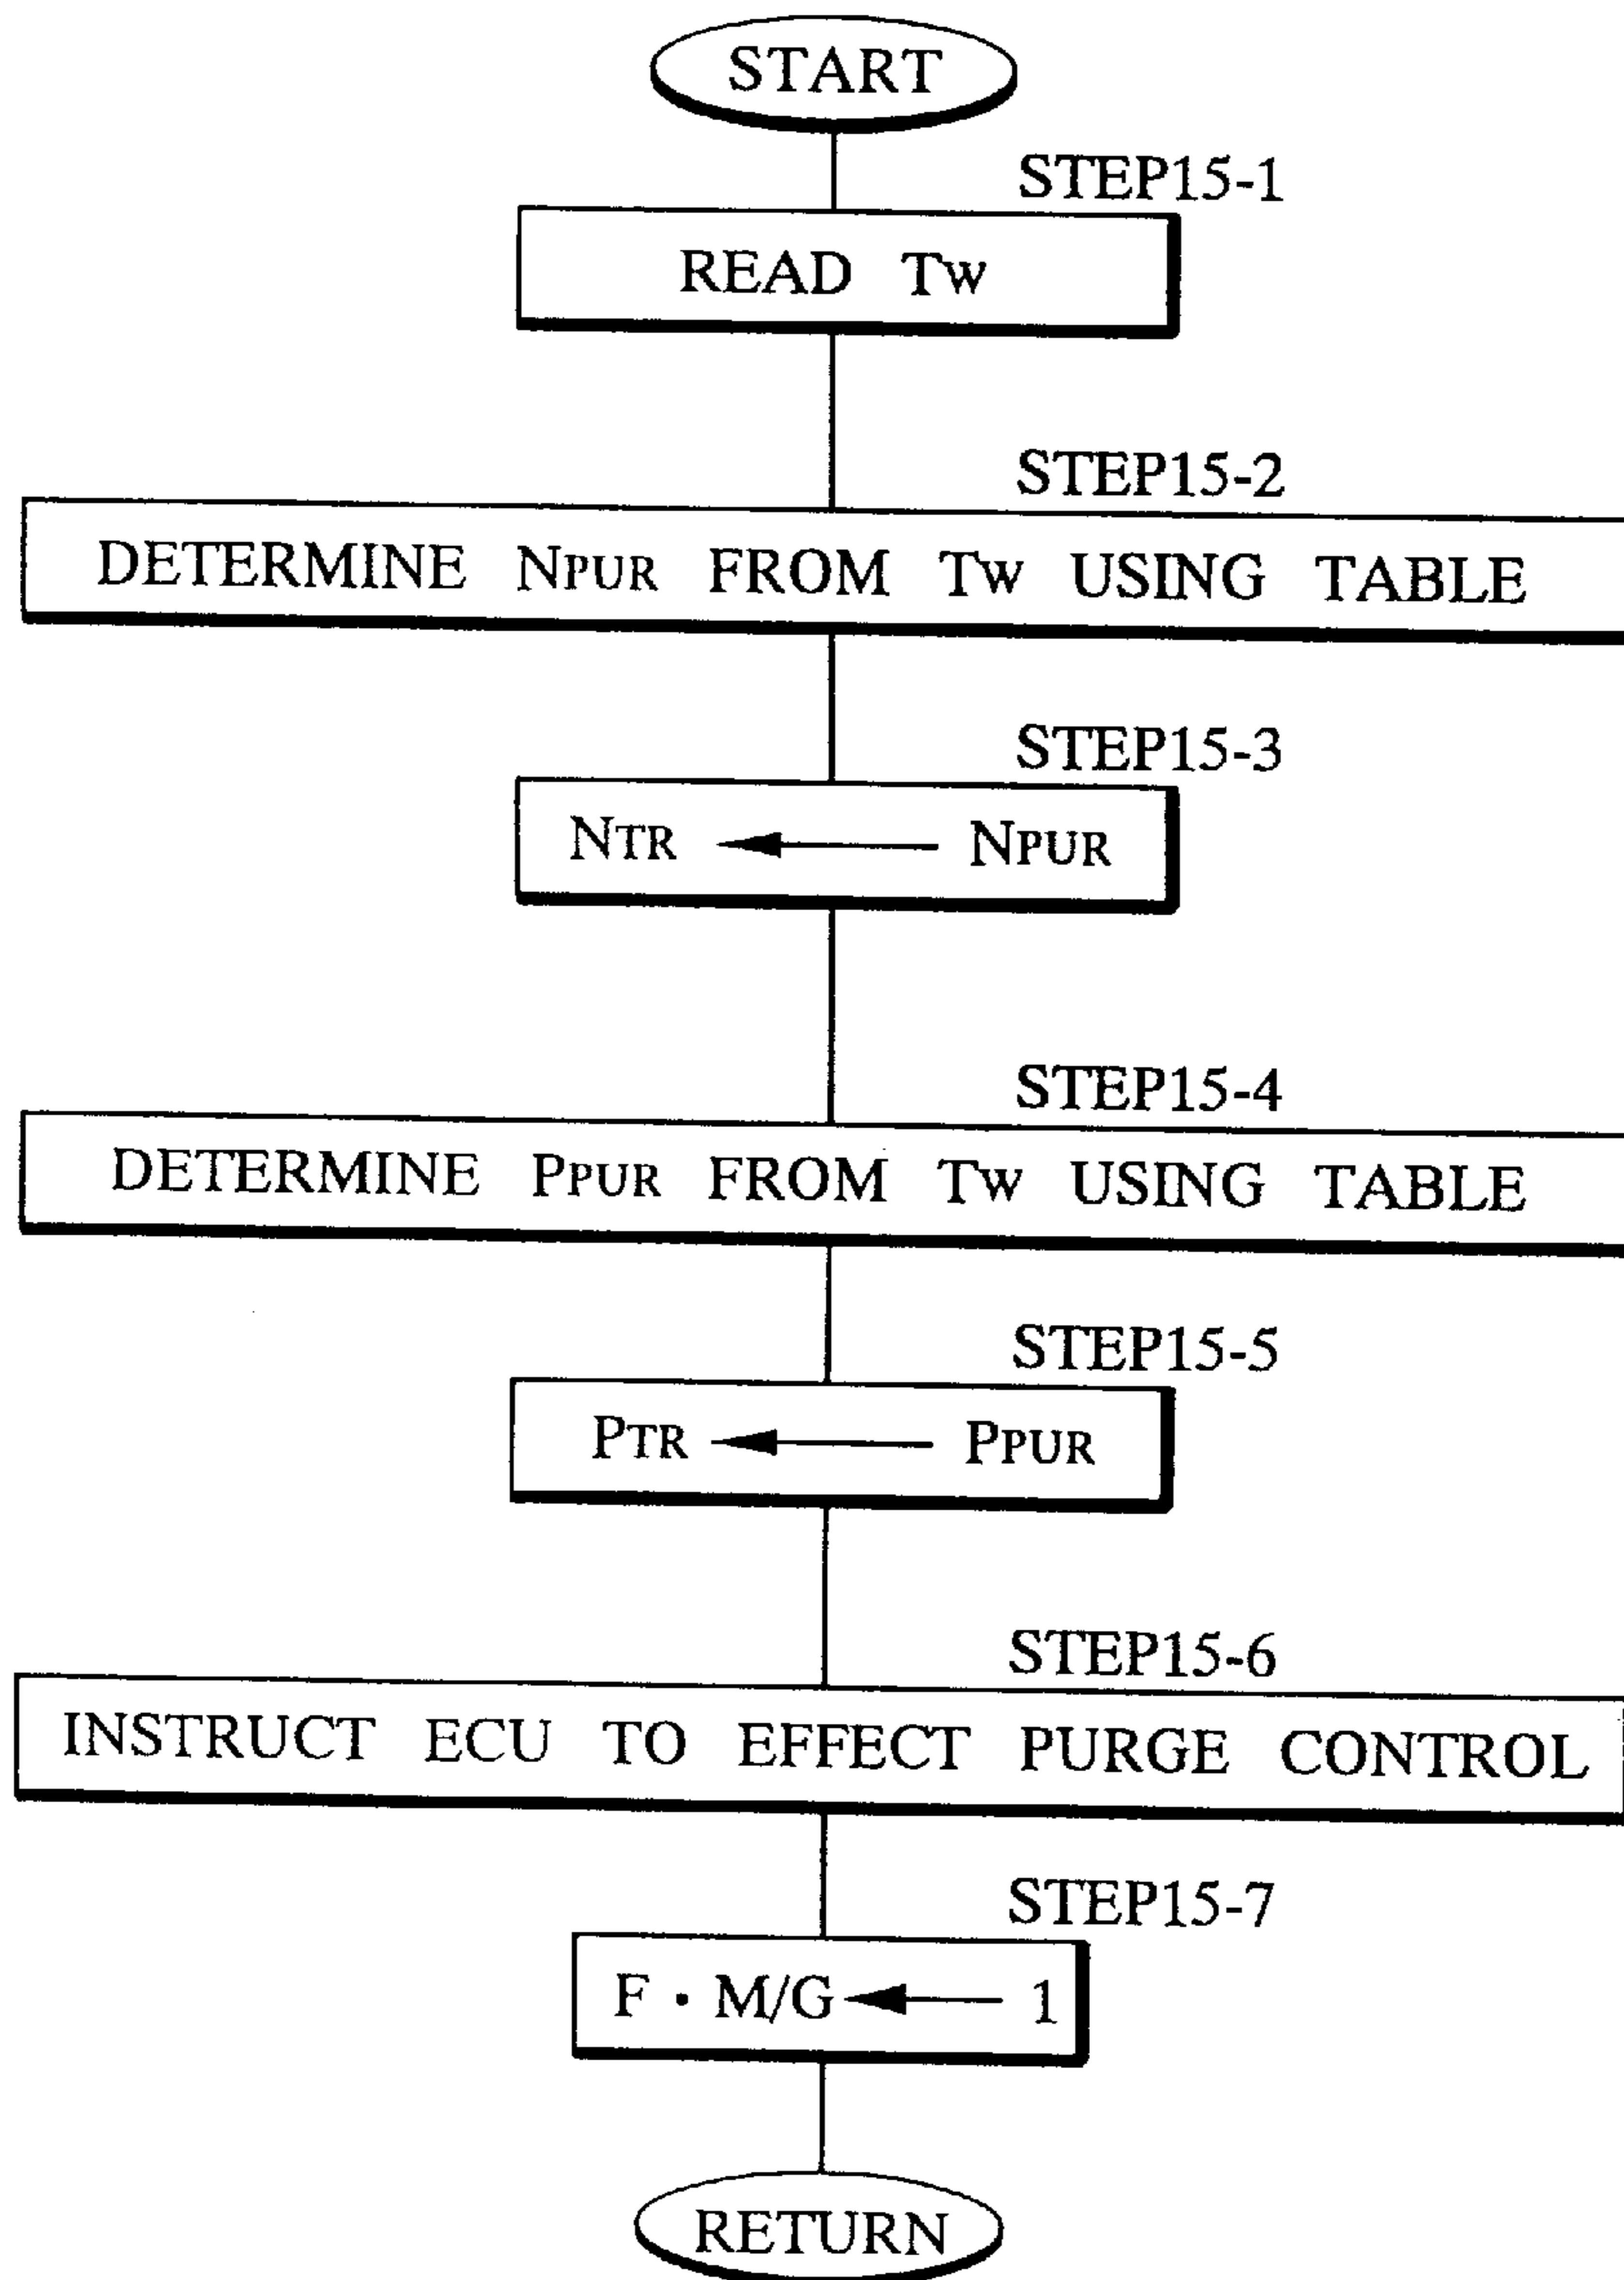 START
STEP15-1
READ Tw
STEP15-2
DETERMINE NPUR FROM Tw USING TABLE
STEP15-3
NTR ← NPUR
STEP15-4
DETERMINE PPUR FROM Tw USING TABLE
STEP15-5
PTR ← PPUR
STEP15-6
INSTRUCT ECU TO EFFECT PURGE CONTROL
STEP15-7
F · M/G ← 1
RETURN